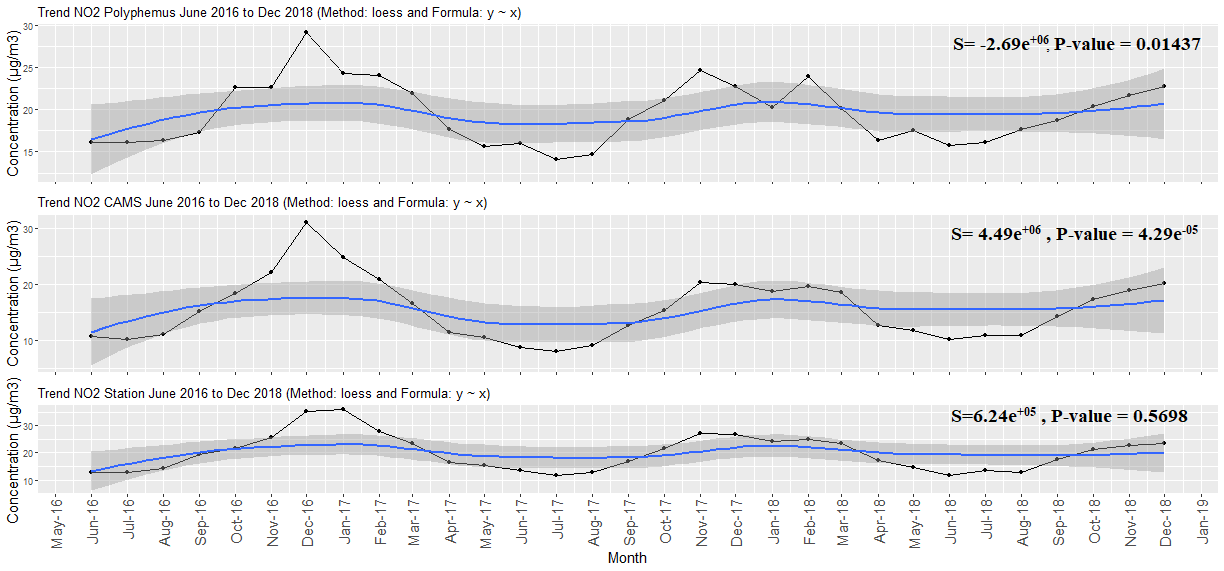 Trend NO2 Polyphemus June 2016 to Dec 2018 (Method: loess and Formula: y ~ x)
Concentration (µg/m3)
30
25
20
15
S= -2.69e+06, P-value = 0.01437
Trend NO2 CAMS June 2016 to Dec 2018 (Method: loess and Formula: y ~ x)
Concentration (µg/m3)
30
20
10
S= 4.49e+06 , P-value = 4.29e-05
Trend NO2 Station June 2016 to Dec 2018 (Method: loess and Formula: y ~ x)
Concentration (µg/m3)
30
20
10
S=6.24e+05 , P-value = 0.5698
May-16 Jun-16 Jul-16 Aug-16 Sep-16 Oct-16 Nov-16 Dec-16 Jan-17 Feb-17 Mar-17 Apr-17 May-17 Jun-17 Jul-17 Aug-17 Sep-17 Oct-17 Nov-17 Dec-17 Jan-18 Feb-18 Mar-18 Apr-18 May-18 Jun-18 Jul-18 Aug-18 Sep-18 Oct-18 Nov-18 Dec-18 Jan-19
Month